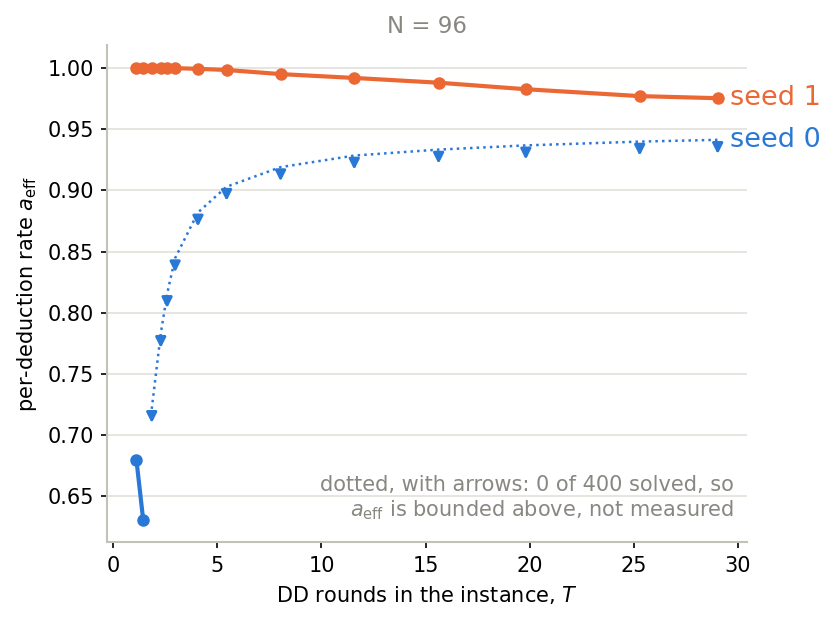 N = 96
1.00
0.95
0.90
0.85
0.80
0.75
0.70
0.65
per-deduction rate a_eff
seed 1
seed 0
dotted, with arrows: 0 of 400 solved, so
a_eff is bounded above, not measured
0 5 10 15 20 25 30
DD rounds in the instance, T